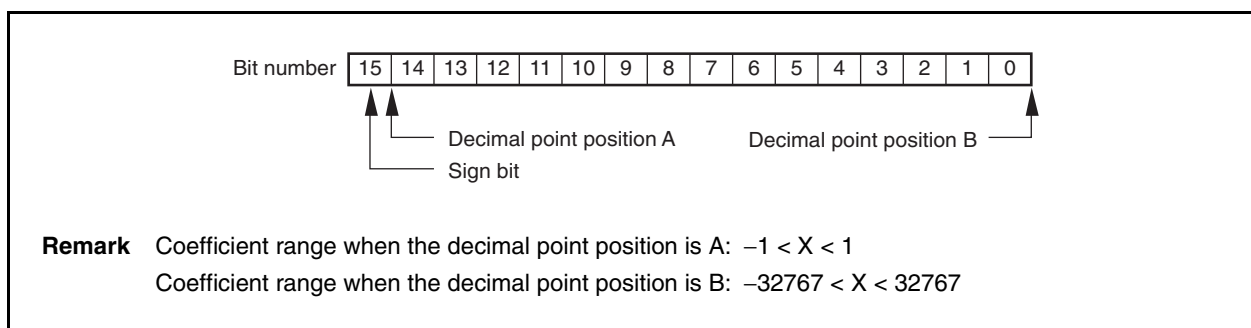 Bit number 15 14 13 12 11 10 9 8 7 6 5 4 3 2 1 0
Decimal point position A Decimal point position B
Sign bit
Remark Coefficient range when the decimal point position is A: −1 < X < 1
Coefficient range when the decimal point position is B: −32767 < X < 32767